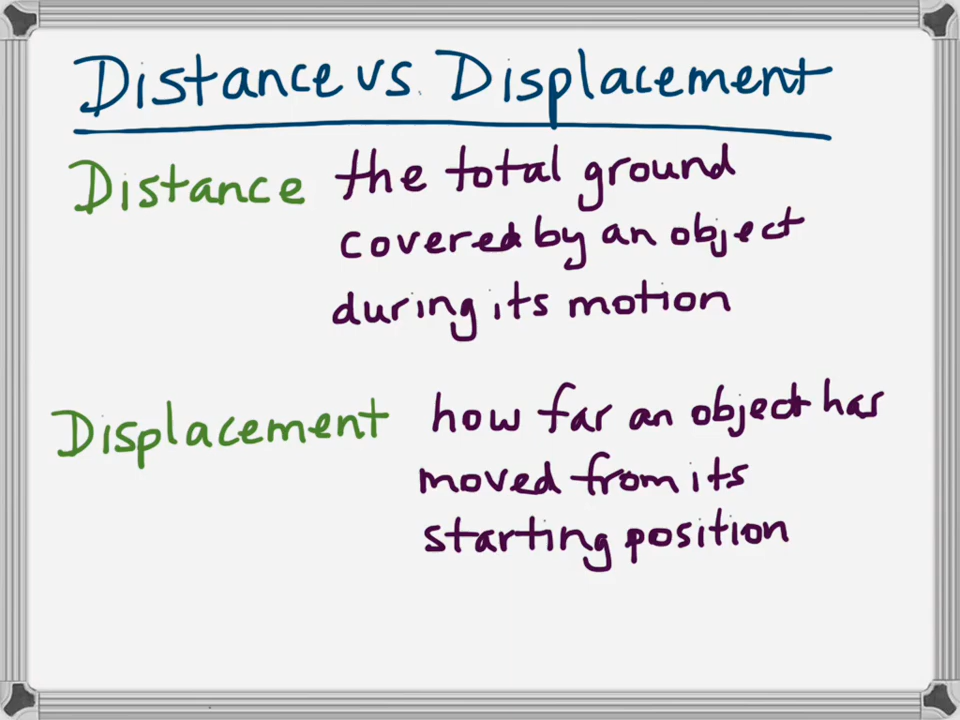 Distance vs Displacement
Distance the total ground
covered by an object
during its motion
Displacement how far an object has
moved from its
starting position